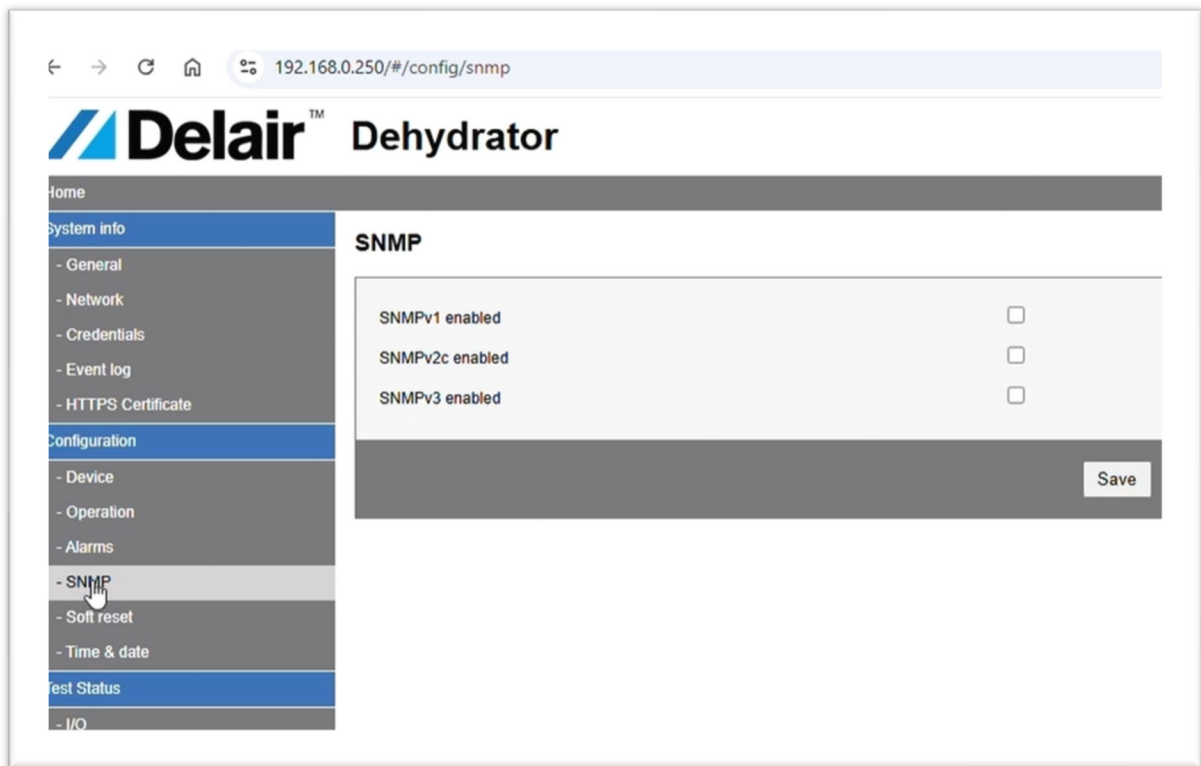 192.168.0.250/#/config/snmp
Delair™ Dehydrator
Home
System info
- General
- Network
- Credentials
- Event log
- HTTPS Certificate
Configuration
- Device
- Operation
- Alarms
- SNMP
- Soft reset
- Time & date
Test Status
- I/O
SNMP
SNMPv1 enabled
SNMPv2c enabled
SNMPv3 enabled
Save